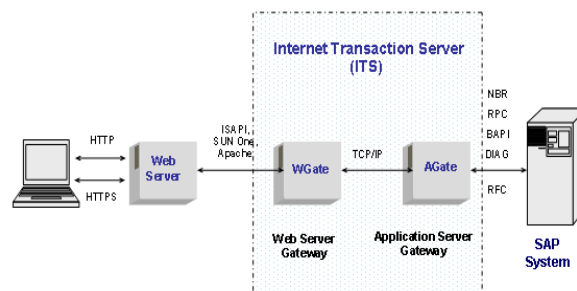 Internet Transaction Server
(ITS)
HTTP
HTTPS
Web
Server
ISAPI,
SUN One,
Apache,
WGate
TCP/IP
AGate
NBR
RPC
BAPI
DIAG
RFC
Web Server
Gateway
Application Server
Gateway
SAP
System